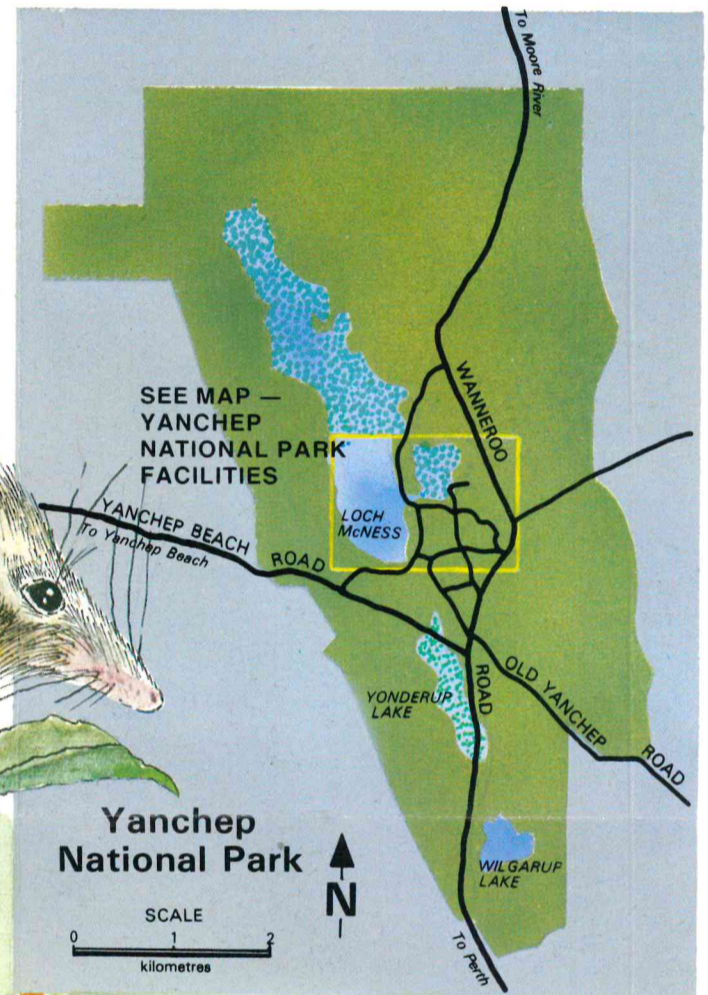 To Moore River
SEE MAP —
YANCHEP
NATIONAL PARK
FACILITIES
WANNEROO
LOCH
McNESS
YANCHEP BEACH ROAD
To Yanchep Beach
YONDERUP
LAKE
ROAD
OLD YANCHEP ROAD
Yanchep
National Park
N
WILGARUP
LAKE
SCALE
0 1 2
kilometres
To Perth